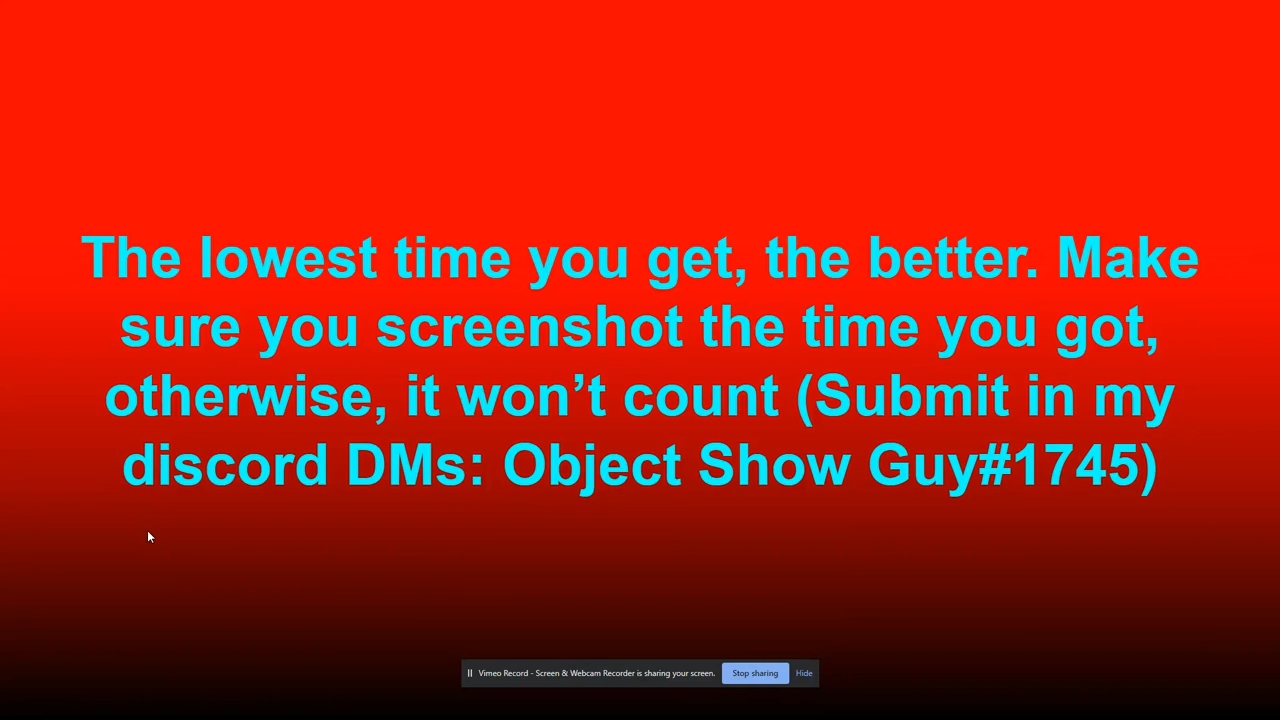 The lowest time you get, the better. Make
sure you screenshot the time you got,
otherwise, it won’t count (Submit in my
discord DMs: Object Show Guy#1745)
Vimeo Record - Screen & Webcam Recorder is sharing your screen. Stop sharing Hide